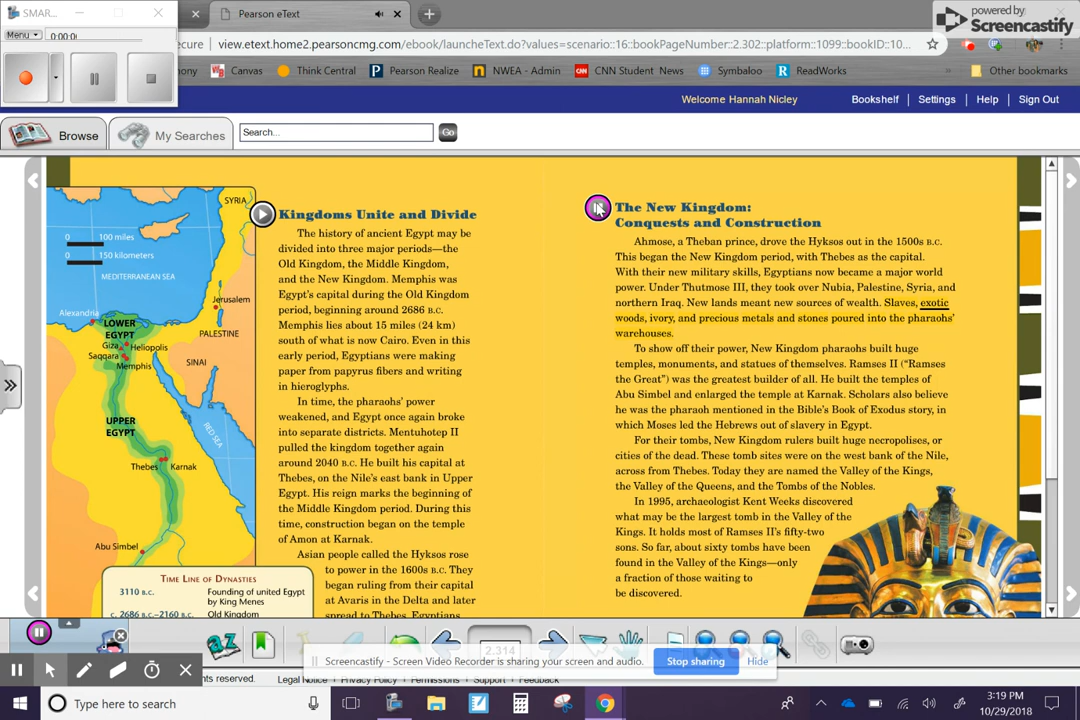 SMAR...
Menu
0:00:0
Pearson eText
powered by
Screencastify
ecure
view.etext.home2.pearsoncmg.com/ebook/launcheText.do?values=scenario::16::bookPageNumber::2.302::platform::1099::bookID::10...
mony
Canvas
Think Central
Pearson Realize
NWEA - Admin
CNN Student News
Symbaloo
ReadWorks
»
Other bookmarks
Welcome Hannah Nicley
Bookshelf | Settings | Help | Sign Out
Browse
My Searches
Search...
Go
SYRIA
0 100 miles
0 150 kilometers
MEDITERRANEAN SEA
Jerusalem
Alexandria
LOWER
EGYPT
PALESTINE
Giza
Heliopolis
Saqqara
Memphis
SINAI
UPPER
EGYPT
RED SEA
Thebes
Karnak
Abu Simbel
TIME LINE OF DYNASTIES
3110 B.C. Founding of united Egypt
by King Menes
c. 2686 B.C.–2160 B.C. Old Kingdom
Kingdoms Unite and Divide
The history of ancient Egypt may be
divided into three major periods—the
Old Kingdom, the Middle Kingdom,
and the New Kingdom. Memphis was
Egypt's capital during the Old Kingdom
period, beginning around 2686 B.C.
Memphis lies about 15 miles (24 km)
south of what is now Cairo. Even in this
early period, Egyptians were making
paper from papyrus fibers and writing
in hieroglyphs.
In time, the pharaohs' power
weakened, and Egypt once again broke
into separate districts. Mentuhotep II
pulled the kingdom together again
around 2040 B.C. He built his capital at
Thebes, on the Nile's east bank in Upper
Egypt. His reign marks the beginning of
the Middle Kingdom period. During this
time, construction began on the temple
of Amon at Karnak.
Asian people called the Hyksos rose
to power in the 1600s B.C. They
began ruling from their capital
at Avaris in the Delta and later
spread to Thebes. Egyptians
The New Kingdom:
Conquests and Construction
Ahmose, a Theban prince, drove the Hyksos out in the 1500s B.C.
This began the New Kingdom period, with Thebes as the capital.
With their new military skills, Egyptians now became a major world
power. Under Thutmose III, they took over Nubia, Palestine, Syria, and
northern Iraq. New lands meant new sources of wealth. Slaves, exotic
woods, ivory, and precious metals and stones poured into the pharaohs'
warehouses.
To show off their power, New Kingdom pharaohs built huge
temples, monuments, and statues of themselves. Ramses II ("Ramses
the Great") was the greatest builder of all. He built the temples of
Abu Simbel and enlarged the temple at Karnak. Scholars also believe
he was the pharaoh mentioned in the Bible's Book of Exodus story, in
which Moses led the Hebrews out of slavery in Egypt.
For their tombs, New Kingdom rulers built huge necropolises, or
cities of the dead. These tomb sites were on the west bank of the Nile,
across from Thebes. Today they are named the Valley of the Kings,
the Valley of the Queens, and the Tombs of the Nobles.
In 1995, archaeologist Kent Weeks discovered
what may be the largest tomb in the Valley of the
Kings. It holds most of Ramses II's fifty-two
sons. So far, about sixty tombs have been
found in the Valley of the Kings—only
a fraction of those waiting to
be discovered.
az
2.314
Screencastify - Screen Video Recorder is sharing your screen and audio.
Stop sharing
Hide
ghts reserved.
Legal Notice | Privacy Policy | Permissions | Support | Feedback
Type here to search
3:19 PM
10/29/2018